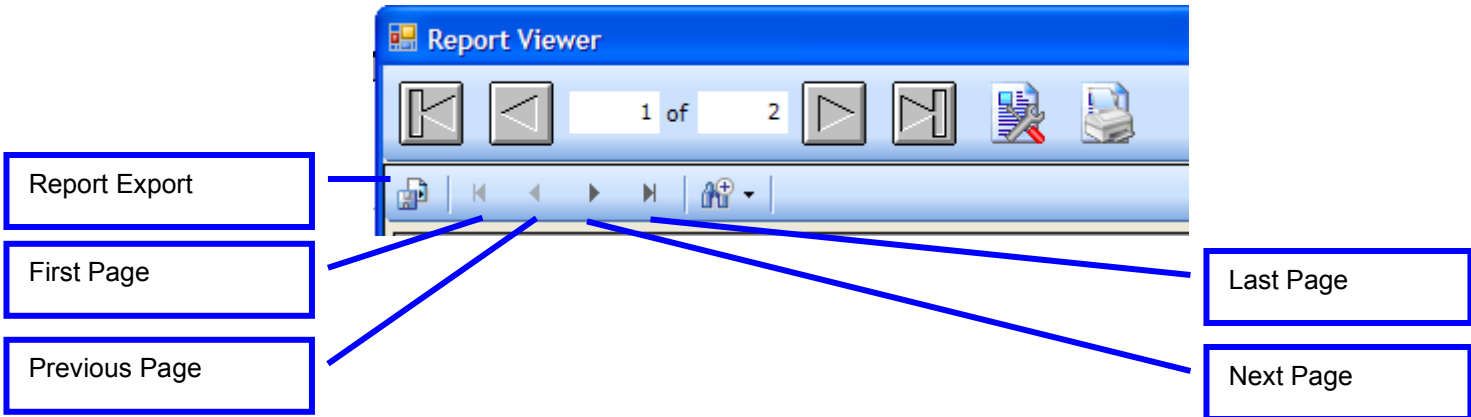 Report Viewer
1 of 2
Report Export
First Page
Last Page
Previous Page
Next Page